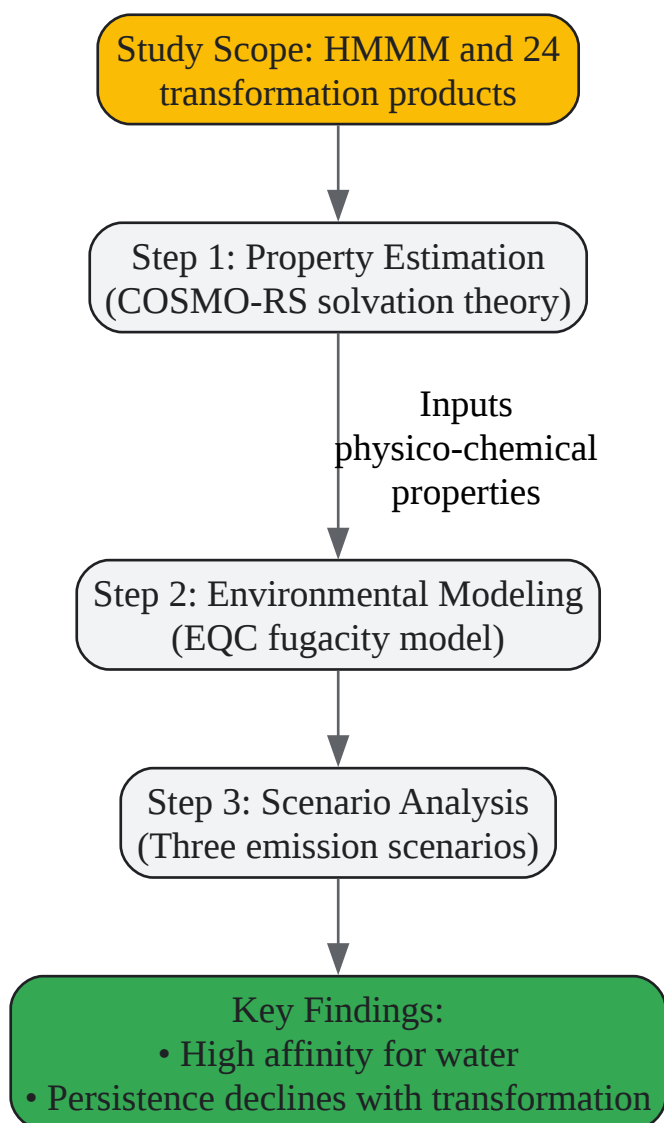 Study Scope: HMMM and 24
transformation products
Step 1: Property Estimation
(COSMO-RS solvation theory)
Inputs
physico-chemical
properties
Step 2: Environmental Modeling
(EQC fugacity model)
Step 3: Scenario Analysis
(Three emission scenarios)
Key Findings:
• High affinity for water
• Persistence declines with transformation